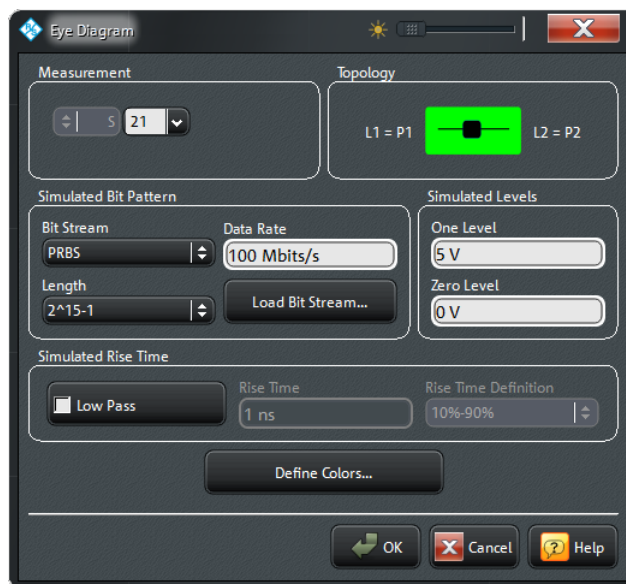 Eye Diagram
X
Measurement
S 21
Topology
L1 = P1 L2 = P2
Simulated Bit Pattern
Bit Stream
PRBS
Data Rate
100 Mbits/s
Length
2^15-1
Load Bit Stream...
Simulated Levels
One Level
5 V
Zero Level
0 V
Simulated Rise Time
Low Pass
Rise Time
1 ns
Rise Time Definition
10%-90%
Define Colors...
OK
Cancel
Help